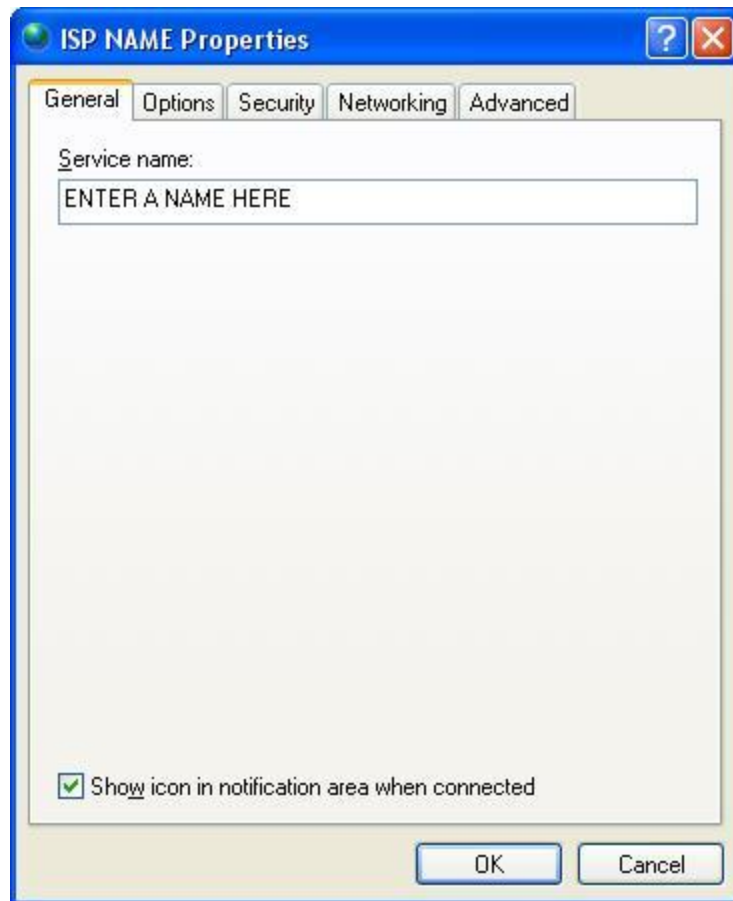 ISP NAME Properties
General Options Security Networking Advanced
Service name:
ENTER A NAME HERE
Show icon in notification area when connected
OK Cancel